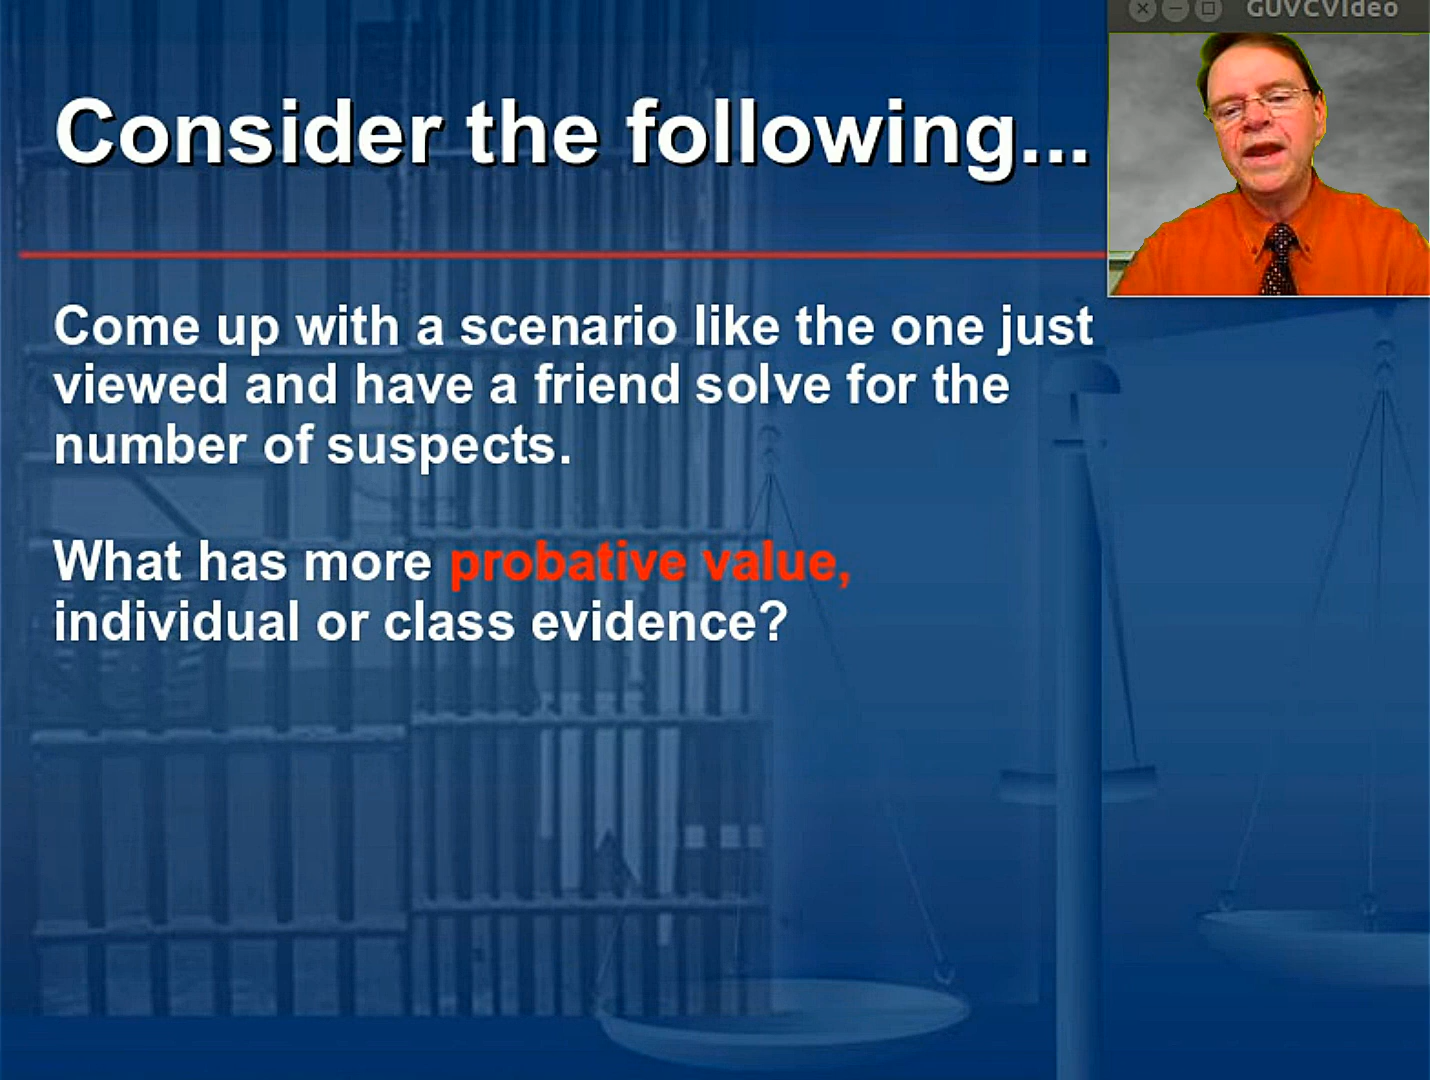 GUVCVideo
Consider the following...
Come up with a scenario like the one just
viewed and have a friend solve for the
number of suspects.
What has more probative value,
individual or class evidence?